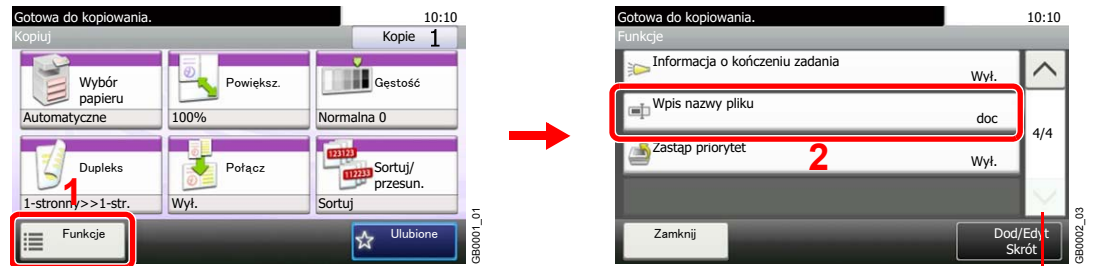 Gotowa do kopiowania. 10:10
Kopiuj Kopie 1
Wybór
papieru
Automatyczne
Powiększ.
100%
Gęstość
Normalna 0
Dupleks
1-stronny>>1-str.
Połącz
Wył.
123123
112233
Sortuj/
przesun.
Sortuj
1
Funkcje
Ulubione
GB0001_01
Gotowa do kopiowania. 10:10
Funkcje
Informacja o kończeniu zadania
Wył.
Wpis nazwy pliku
doc
4/4
Zastąp priorytet
Wył.
2
Zamknij
Dod/Edyt
Skrót
GB0002_03